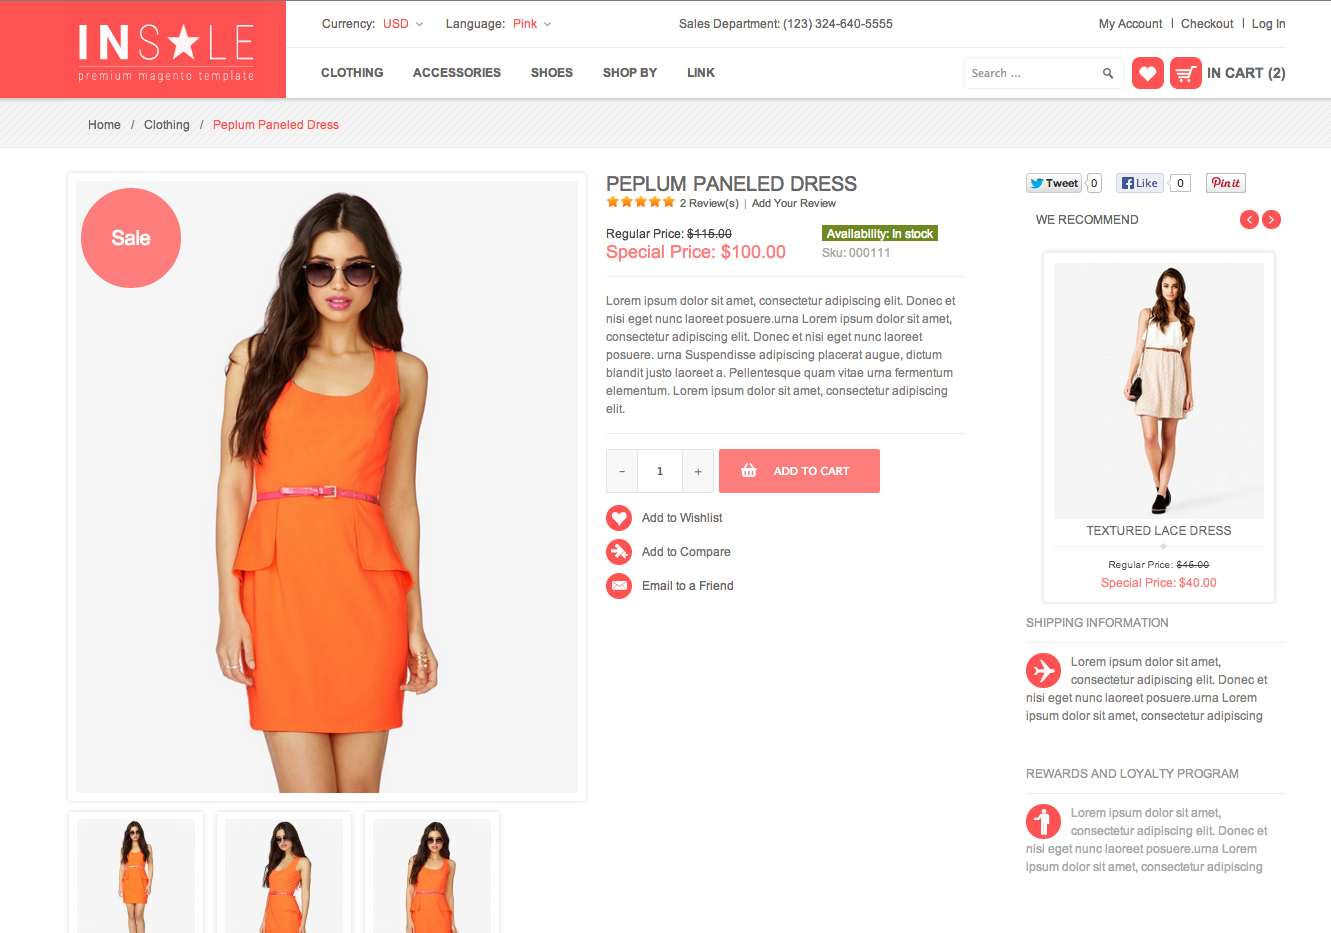 Currency: USD
Language: Pink
Sales Department: (123) 324-640-5555
My Account | Checkout | Log In
INSALE
premium magento template
CLOTHING
ACCESSORIES
SHOES
SHOP BY
LINK
Search ...
IN CART (2)
Home / Clothing / Peplum Paneled Dress
Sale
PEPLUM PANELED DRESS
2 Review(s) | Add Your Review
Regular Price: $115.00
Special Price: $100.00
Availability: In stock
Sku: 000111
Lorem ipsum dolor sit amet, consectetur adipiscing elit. Donec et
nisi eget nunc laoreet posuere.urna Lorem ipsum dolor sit amet,
consectetur adipiscing elit. Donec et nisi eget nunc laoreet
posuere. urna Suspendisse adipiscing placerat augue, dictum
blandit justo laoreet a. Pellentesque quam vitae urna fermentum
elementum. Lorem ipsum dolor sit amet, consectetur adipiscing
elit.
- 1 +
ADD TO CART
Add to Wishlist
Add to Compare
Email to a Friend
Tweet 0
Like 0
Pin it
WE RECOMMEND
TEXTURED LACE DRESS
Regular Price: $45.00
Special Price: $40.00
SHIPPING INFORMATION
Lorem ipsum dolor sit amet,
consectetur adipiscing elit. Donec et
nisi eget nunc laoreet posuere.urna Lorem
ipsum dolor sit amet, consectetur adipiscing
REWARDS AND LOYALTY PROGRAM
Lorem ipsum dolor sit amet,
consectetur adipiscing elit. Donec et
nisi eget nunc laoreet posuere.urna Lorem
ipsum dolor sit amet, consectetur adipiscing